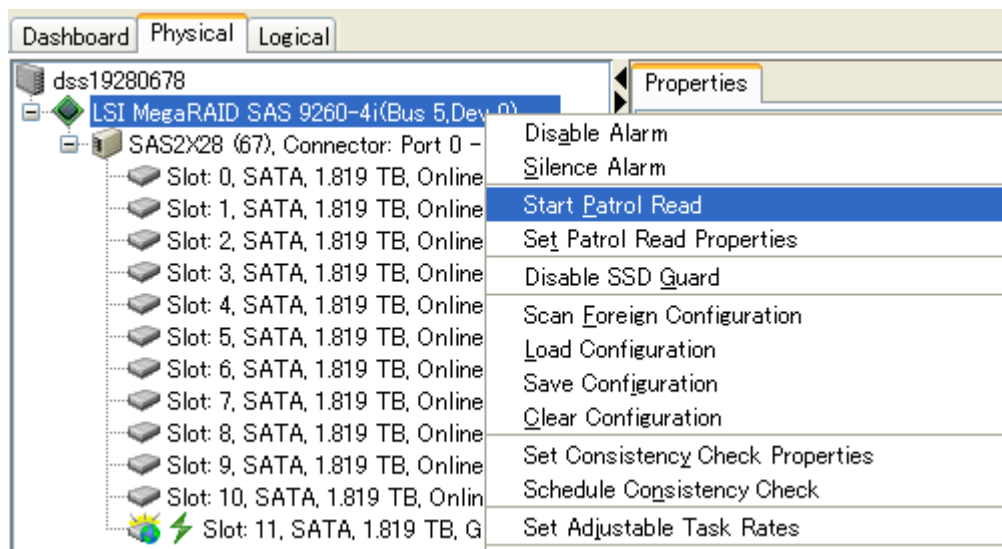 Dashboard Physical Logical
dss19280678
LSI MegaRAID SAS 9260-4i(Bus 5,Dev 0)
SAS2X28 (67), Connector: Port 0 -
Slot: 0, SATA, 1.819 TB, Online
Slot: 1, SATA, 1.819 TB, Online
Slot: 2, SATA, 1.819 TB, Online
Slot: 3, SATA, 1.819 TB, Online
Slot: 4, SATA, 1.819 TB, Online
Slot: 5, SATA, 1.819 TB, Online
Slot: 6, SATA, 1.819 TB, Online
Slot: 7, SATA, 1.819 TB, Online
Slot: 8, SATA, 1.819 TB, Online
Slot: 9, SATA, 1.819 TB, Online
Slot: 10, SATA, 1.819 TB, Onlin
Slot: 11, SATA, 1.819 TB, G
Properties
Disable Alarm
Silence Alarm
Start Patrol Read
Set Patrol Read Properties
Disable SSD Guard
Scan Foreign Configuration
Load Configuration
Save Configuration
Clear Configuration
Set Consistency Check Properties
Schedule Consistency Check
Set Adjustable Task Rates